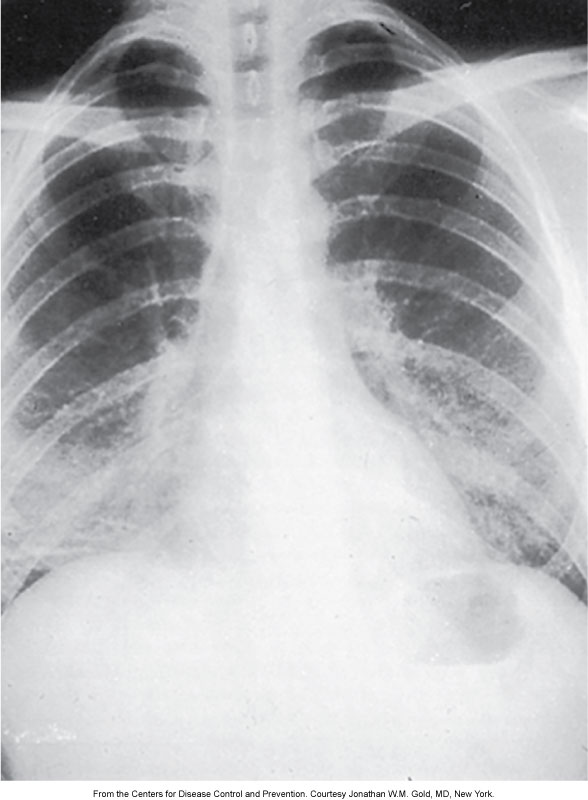 From the Centers for Disease Control and Prevention. Courtesy Jonathan W.M. Gold, MD, New York.